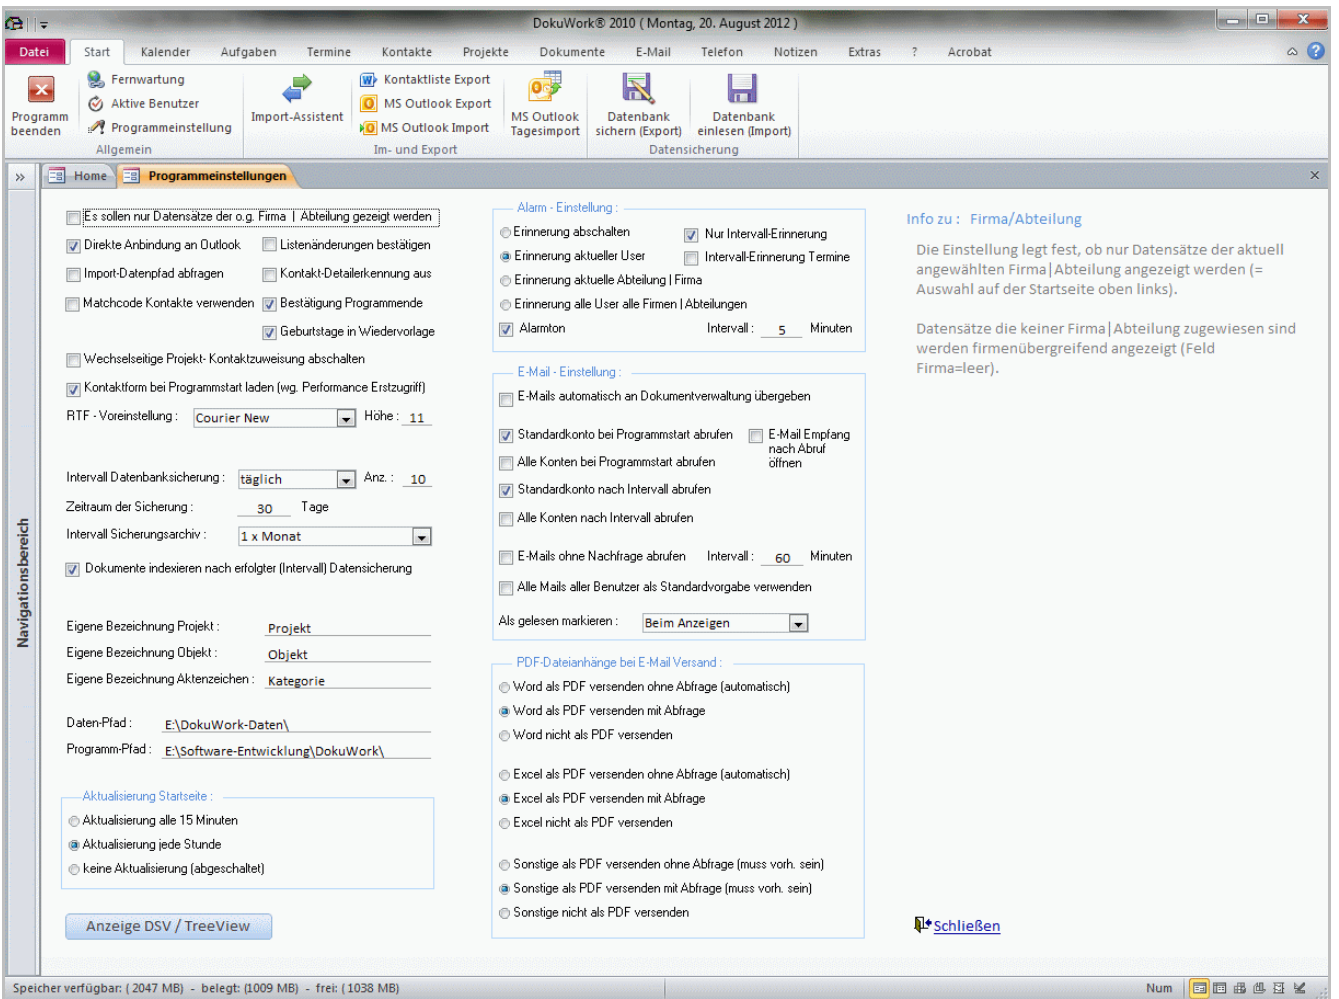 DokuWork® 2010 ( Montag, 20. August 2012 )
Datei Start Kalender Aufgaben Termine Kontakte Projekte Dokumente E-Mail Telefon Notizen Extras ? Acrobat
Programm beenden
Fernwartung
Aktive Benutzer
Programmeinstellung
Allgemein
Import-Assistent
Kontaktliste Export
MS Outlook Export
MS Outlook Import
Im- und Export
MS Outlook
Tagesimport
Datenbank
sichern (Export)
Datenbank
einlesen (Import)
Datensicherung
» Home Programmeinstellungen ×
Navigationsbereich
Es sollen nur Datensätze der o.g. Firma | Abteilung gezeigt werden
Direkte Anbindung an Outlook Listenänderungen bestätigen
Import-Datenpfad abfragen Kontakt-Detailerkennung aus
Matchcode Kontakte verwenden Bestätigung Programmende
Geburtstage in Wiedervorlage
Wechselseitige Projekt- Kontaktzuweisung abschalten
Kontaktform bei Programmstart laden (wg. Performance Erstzugriff)
RTF - Voreinstellung : Courier New Höhe : 11
Intervall Datenbanksicherung : täglich Anz. : 10
Zeitraum der Sicherung : 30 Tage
Intervall Sicherungsarchiv : 1 x Monat
Dokumente indexieren nach erfolgter (Intervall) Datensicherung
Eigene Bezeichnung Projekt : Projekt
Eigene Bezeichnung Objekt : Objekt
Eigene Bezeichnung Aktenzeichen : Kategorie
Daten-Pfad : E:\DokuWork-Daten\
Programm-Pfad : E:\Software-Entwicklung\DokuWork\
Aktualisierung Startseite :
Aktualisierung alle 15 Minuten
Aktualisierung jede Stunde
keine Aktualisierung (abgeschaltet)
Anzeige DSV / TreeView
Alarm - Einstellung :
Erinnerung abschalten Nur Intervall-Erinnerung
Erinnerung aktueller User Intervall-Erinnerung Termine
Erinnerung aktuelle Abteilung | Firma
Erinnerung alle User alle Firmen | Abteilungen
Alarmton Intervall : 5 Minuten
E-Mail - Einstellung :
E-Mails automatisch an Dokumentverwaltung übergeben
Standardkonto bei Programmstart abrufen E-Mail Empfang
nach Abruf
öffnen
Alle Konten bei Programmstart abrufen
Standardkonto nach Intervall abrufen
Alle Konten nach Intervall abrufen
E-Mails ohne Nachfrage abrufen Intervall : 60 Minuten
Alle Mails aller Benutzer als Standardvorgabe verwenden
Als gelesen markieren : Beim Anzeigen
PDF-Dateianhänge bei E-Mail Versand :
Word als PDF versenden ohne Abfrage (automatisch)
Word als PDF versenden mit Abfrage
Word nicht als PDF versenden
Excel als PDF versenden ohne Abfrage (automatisch)
Excel als PDF versenden mit Abfrage
Excel nicht als PDF versenden
Sonstige als PDF versenden ohne Abfrage (muss vorh. sein)
Sonstige als PDF versenden mit Abfrage (muss vorh. sein)
Sonstige nicht als PDF versenden
Info zu : Firma/Abteilung
Die Einstellung legt fest, ob nur Datensätze der aktuell
angewählten Firma|Abteilung angezeigt werden (=
Auswahl auf der Startseite oben links).
Datensätze die keiner Firma|Abteilung zugewiesen sind
werden firmenübergreifend angezeigt (Feld
Firma=leer).
Schließen
Speicher verfügbar: ( 2047 MB) - belegt: (1009 MB) - frei: ( 1038 MB) Num